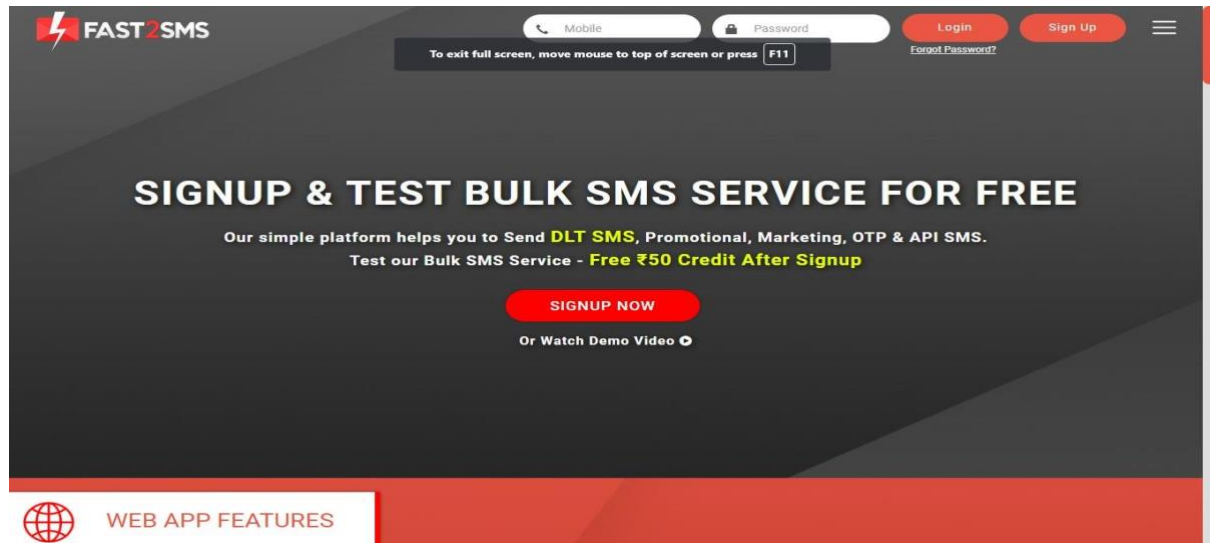 FAST2SMS
Mobile
Password
Login
Sign Up
Forgot Password?
To exit full screen, move mouse to top of screen or press F11
SIGNUP & TEST BULK SMS SERVICE FOR FREE
Our simple platform helps you to Send DLT SMS, Promotional, Marketing, OTP & API SMS.
Test our Bulk SMS Service - Free ₹50 Credit After Signup
SIGNUP NOW
Or Watch Demo Video
WEB APP FEATURES